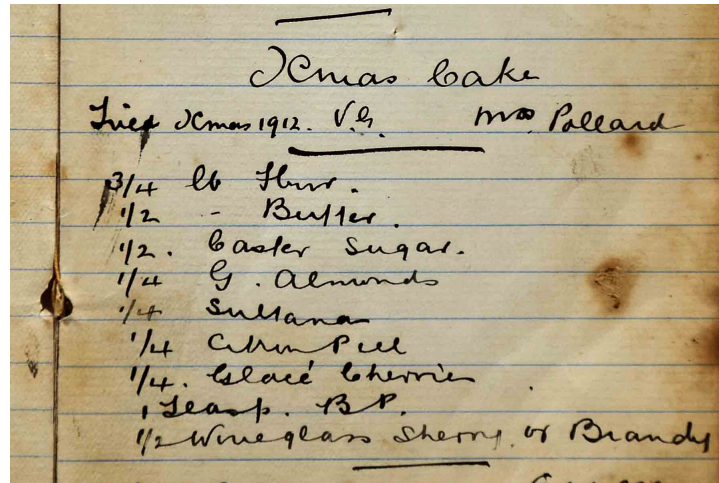 Xmas Cake
Tried Xmas 1912. V.G. Mrs Pollard
3/4 lb Flour.
1/2 - Butter.
1/2. Caster Sugar.
1/4 G. Almonds
1/4 Sultana
1/4 Citron Peel
1/4. Glacé Cherries
1 Teasp. B.P.
1/2 Wineglass Sherry or Brandy